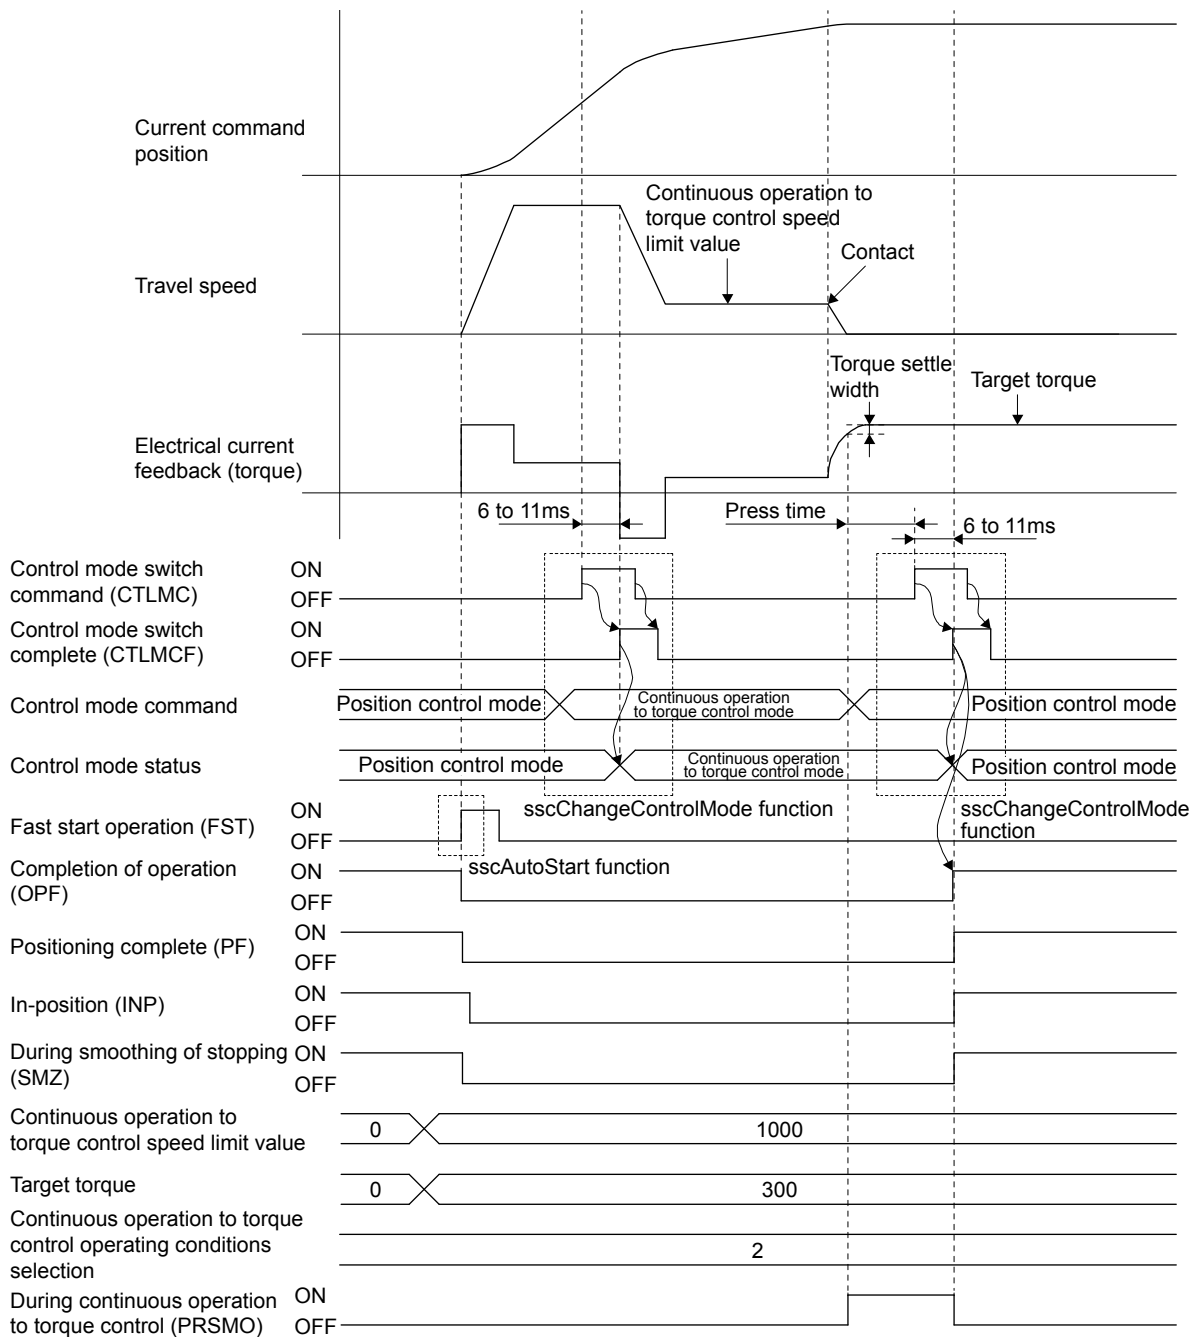 Current command
position
Continuous operation to
torque control speed
limit value
Contact
Travel speed
Torque settle
width
Target torque
Electrical current
feedback (torque)
6 to 11ms
Press time
6 to 11ms
Control mode switch
command (CTLMC)
ON
OFF
Control mode switch
complete (CTLMCF)
ON
OFF
Control mode command
Position control mode
Continuous operation
to torque control mode
Position control mode
Control mode status
Position control mode
Continuous operation
to torque control mode
Position control mode
sscChangeControlMode function
sscChangeControlMode
function
Fast start operation (FST)
ON
OFF
sscAutoStart function
Completion of operation
(OPF)
ON
OFF
Positioning complete (PF)
ON
OFF
In-position (INP)
ON
OFF
During smoothing of stopping
(SMZ)
ON
OFF
Continuous operation to
torque control speed limit value
0
1000
Target torque
0
300
Continuous operation to torque
control operating conditions
selection
2
During continuous operation
to torque control (PRSMO)
ON
OFF